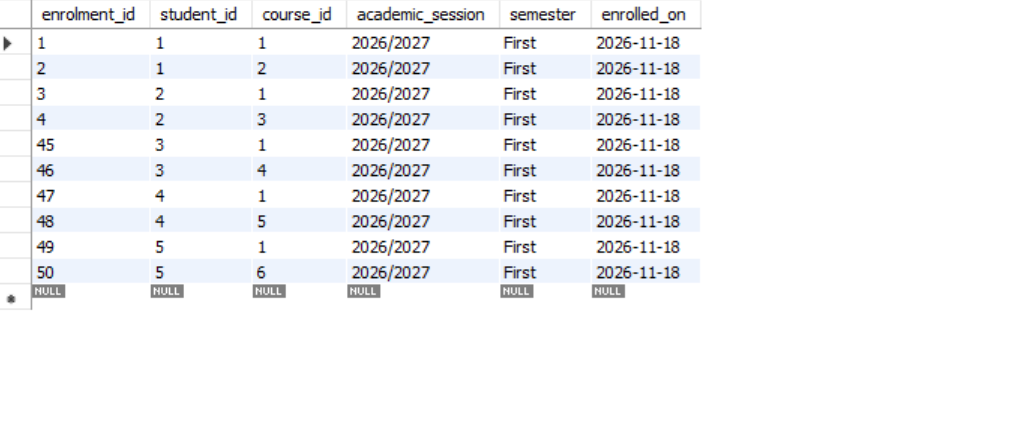 enrolment_id student_id course_id academic_session semester enrolled_on
1 1 1 2026/2027 First 2026-11-18
2 1 2 2026/2027 First 2026-11-18
3 2 1 2026/2027 First 2026-11-18
4 2 3 2026/2027 First 2026-11-18
45 3 1 2026/2027 First 2026-11-18
46 3 4 2026/2027 First 2026-11-18
47 4 1 2026/2027 First 2026-11-18
48 4 5 2026/2027 First 2026-11-18
49 5 1 2026/2027 First 2026-11-18
50 5 6 2026/2027 First 2026-11-18
NULL NULL NULL NULL NULL NULL